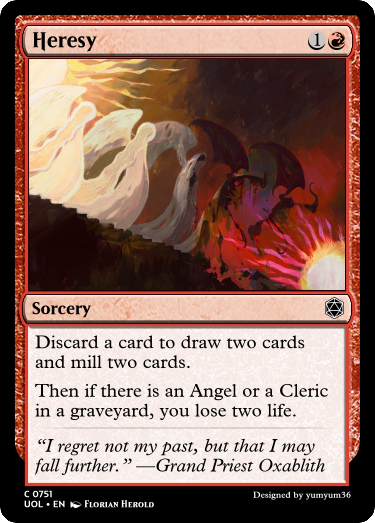 Heresy 1
Sorcery
Discard a card to draw two cards
and mill two cards.
Then if there is an Angel or a Cleric
in a graveyard, you lose two life.
“I regret not my past, but that I may
fall further.” —Grand Priest Oxablith
C 0751
UOL • EN Florian Herold
Designed by yumyum36